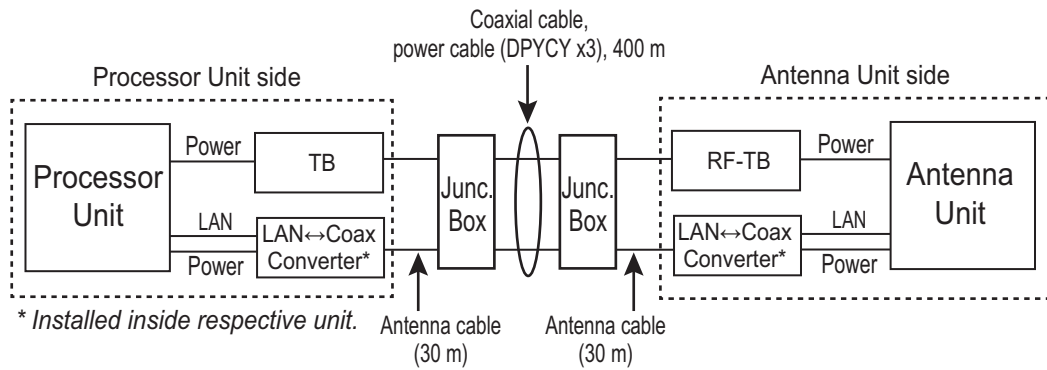 Coaxial cable,
power cable (DPYCY x3), 400 m
Processor Unit side
Antenna Unit side
Processor
Unit
Power
TB
LAN
Power
LAN↔Coax
Converter*
Junc.
Box
Junc.
Box
RF-TB
Power
LAN↔Coax
Converter*
LAN
Power
Antenna
Unit
* Installed inside respective unit.
Antenna cable
(30 m)
Antenna cable
(30 m)